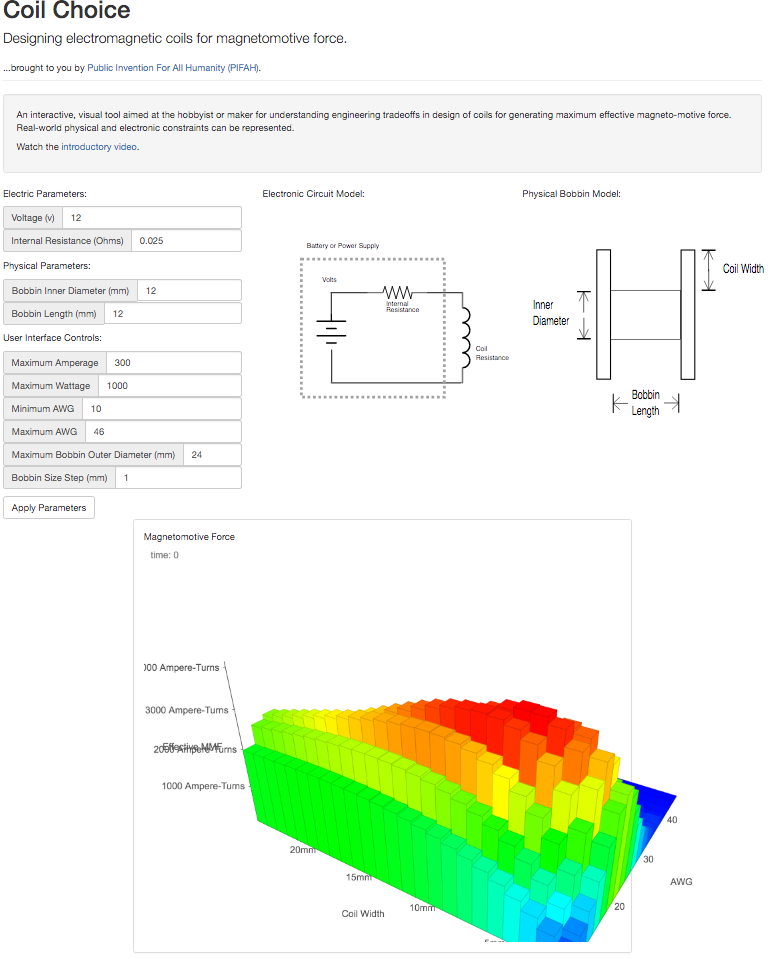 Coil Choice
Designing electromagnetic coils for magnetomotive force.
...brought to you by Public Invention For All Humanity (PIFAH).
An interactive, visual tool aimed at the hobbyist or maker for understanding engineering tradeoffs in design of coils for generating maximum effective magneto-motive force.
Real-world physical and electronic constraints can be represented.
Watch the introductory video.
Electric Parameters:
Voltage (v) 12
Internal Resistance (Ohms) 0.025
Physical Parameters:
Bobbin Inner Diameter (mm) 12
Bobbin Length (mm) 12
User Interface Controls:
Maximum Amperage 300
Maximum Wattage 1000
Minimum AWG 10
Maximum AWG 46
Maximum Bobbin Outer Diameter (mm) 24
Bobbin Size Step (mm) 1
Apply Parameters
Electronic Circuit Model:
Battery or Power Supply
Volts
Internal
Resistance
Coil
Resistance
Physical Bobbin Model:
Coil Width
Inner
Diameter
Bobbin
Length
Magnetomotive Force
time: 0
000 Ampere-Turns
3000 Ampere-Turns
Effective MMF
2000 Ampere-Turns
1000 Ampere-Turns
20mm
15mm
10mm
Coil Width
40
30
20
AWG